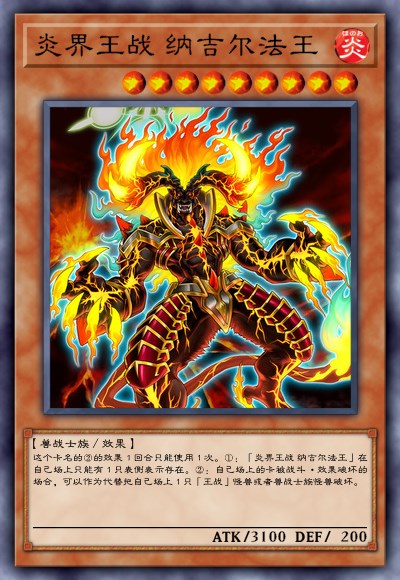 炎界王战 纳吉尔法王
ほのお
炎
【兽战士族/效果】
这个卡名的②的效果1回合只能使用1次。①：「炎界王战 纳吉尔法王」在
自己场上只能有1只表侧表示存在。②：自己场上的卡被战斗·效果破坏的
场合，可以作为代替把自己场上1只「王战」怪兽或者兽战士族怪兽破坏。
ATK/3100 DEF/ 200